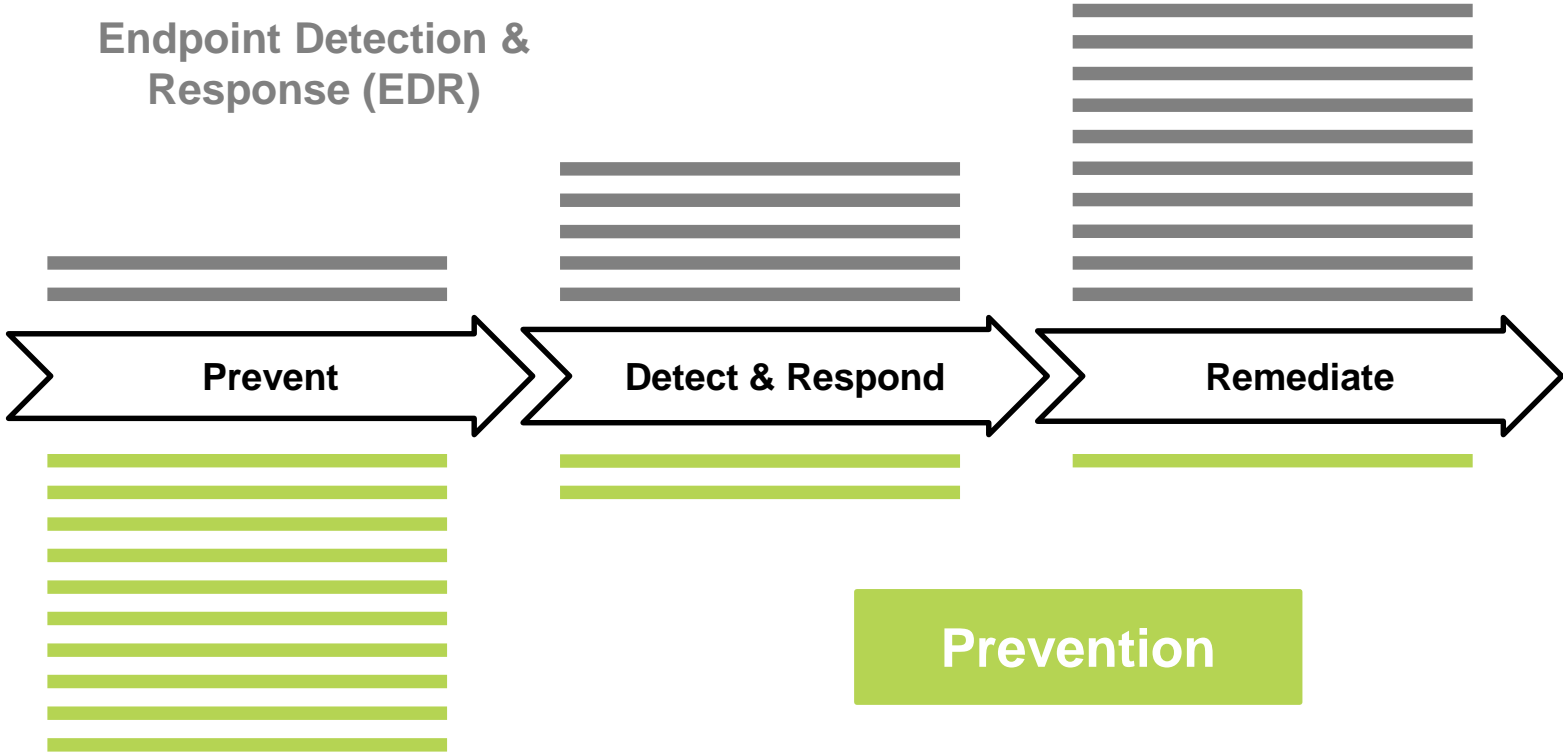 Endpoint Detection &
Response (EDR)
Prevent
Detect & Respond
Remediate
Prevention